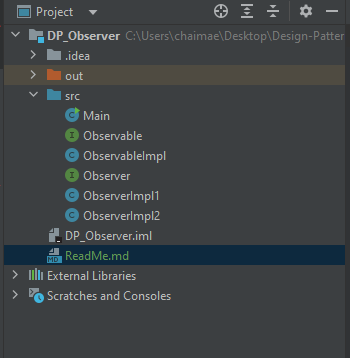 Project
DP_Observer C:\Users\chaimae\Desktop\Design-Patter
.idea
out
src
Main
Observable
ObservableImpl
Observer
ObserverImpl1
ObserverImpl2
DP_Observer.iml
ReadMe.md
External Libraries
Scratches and Consoles